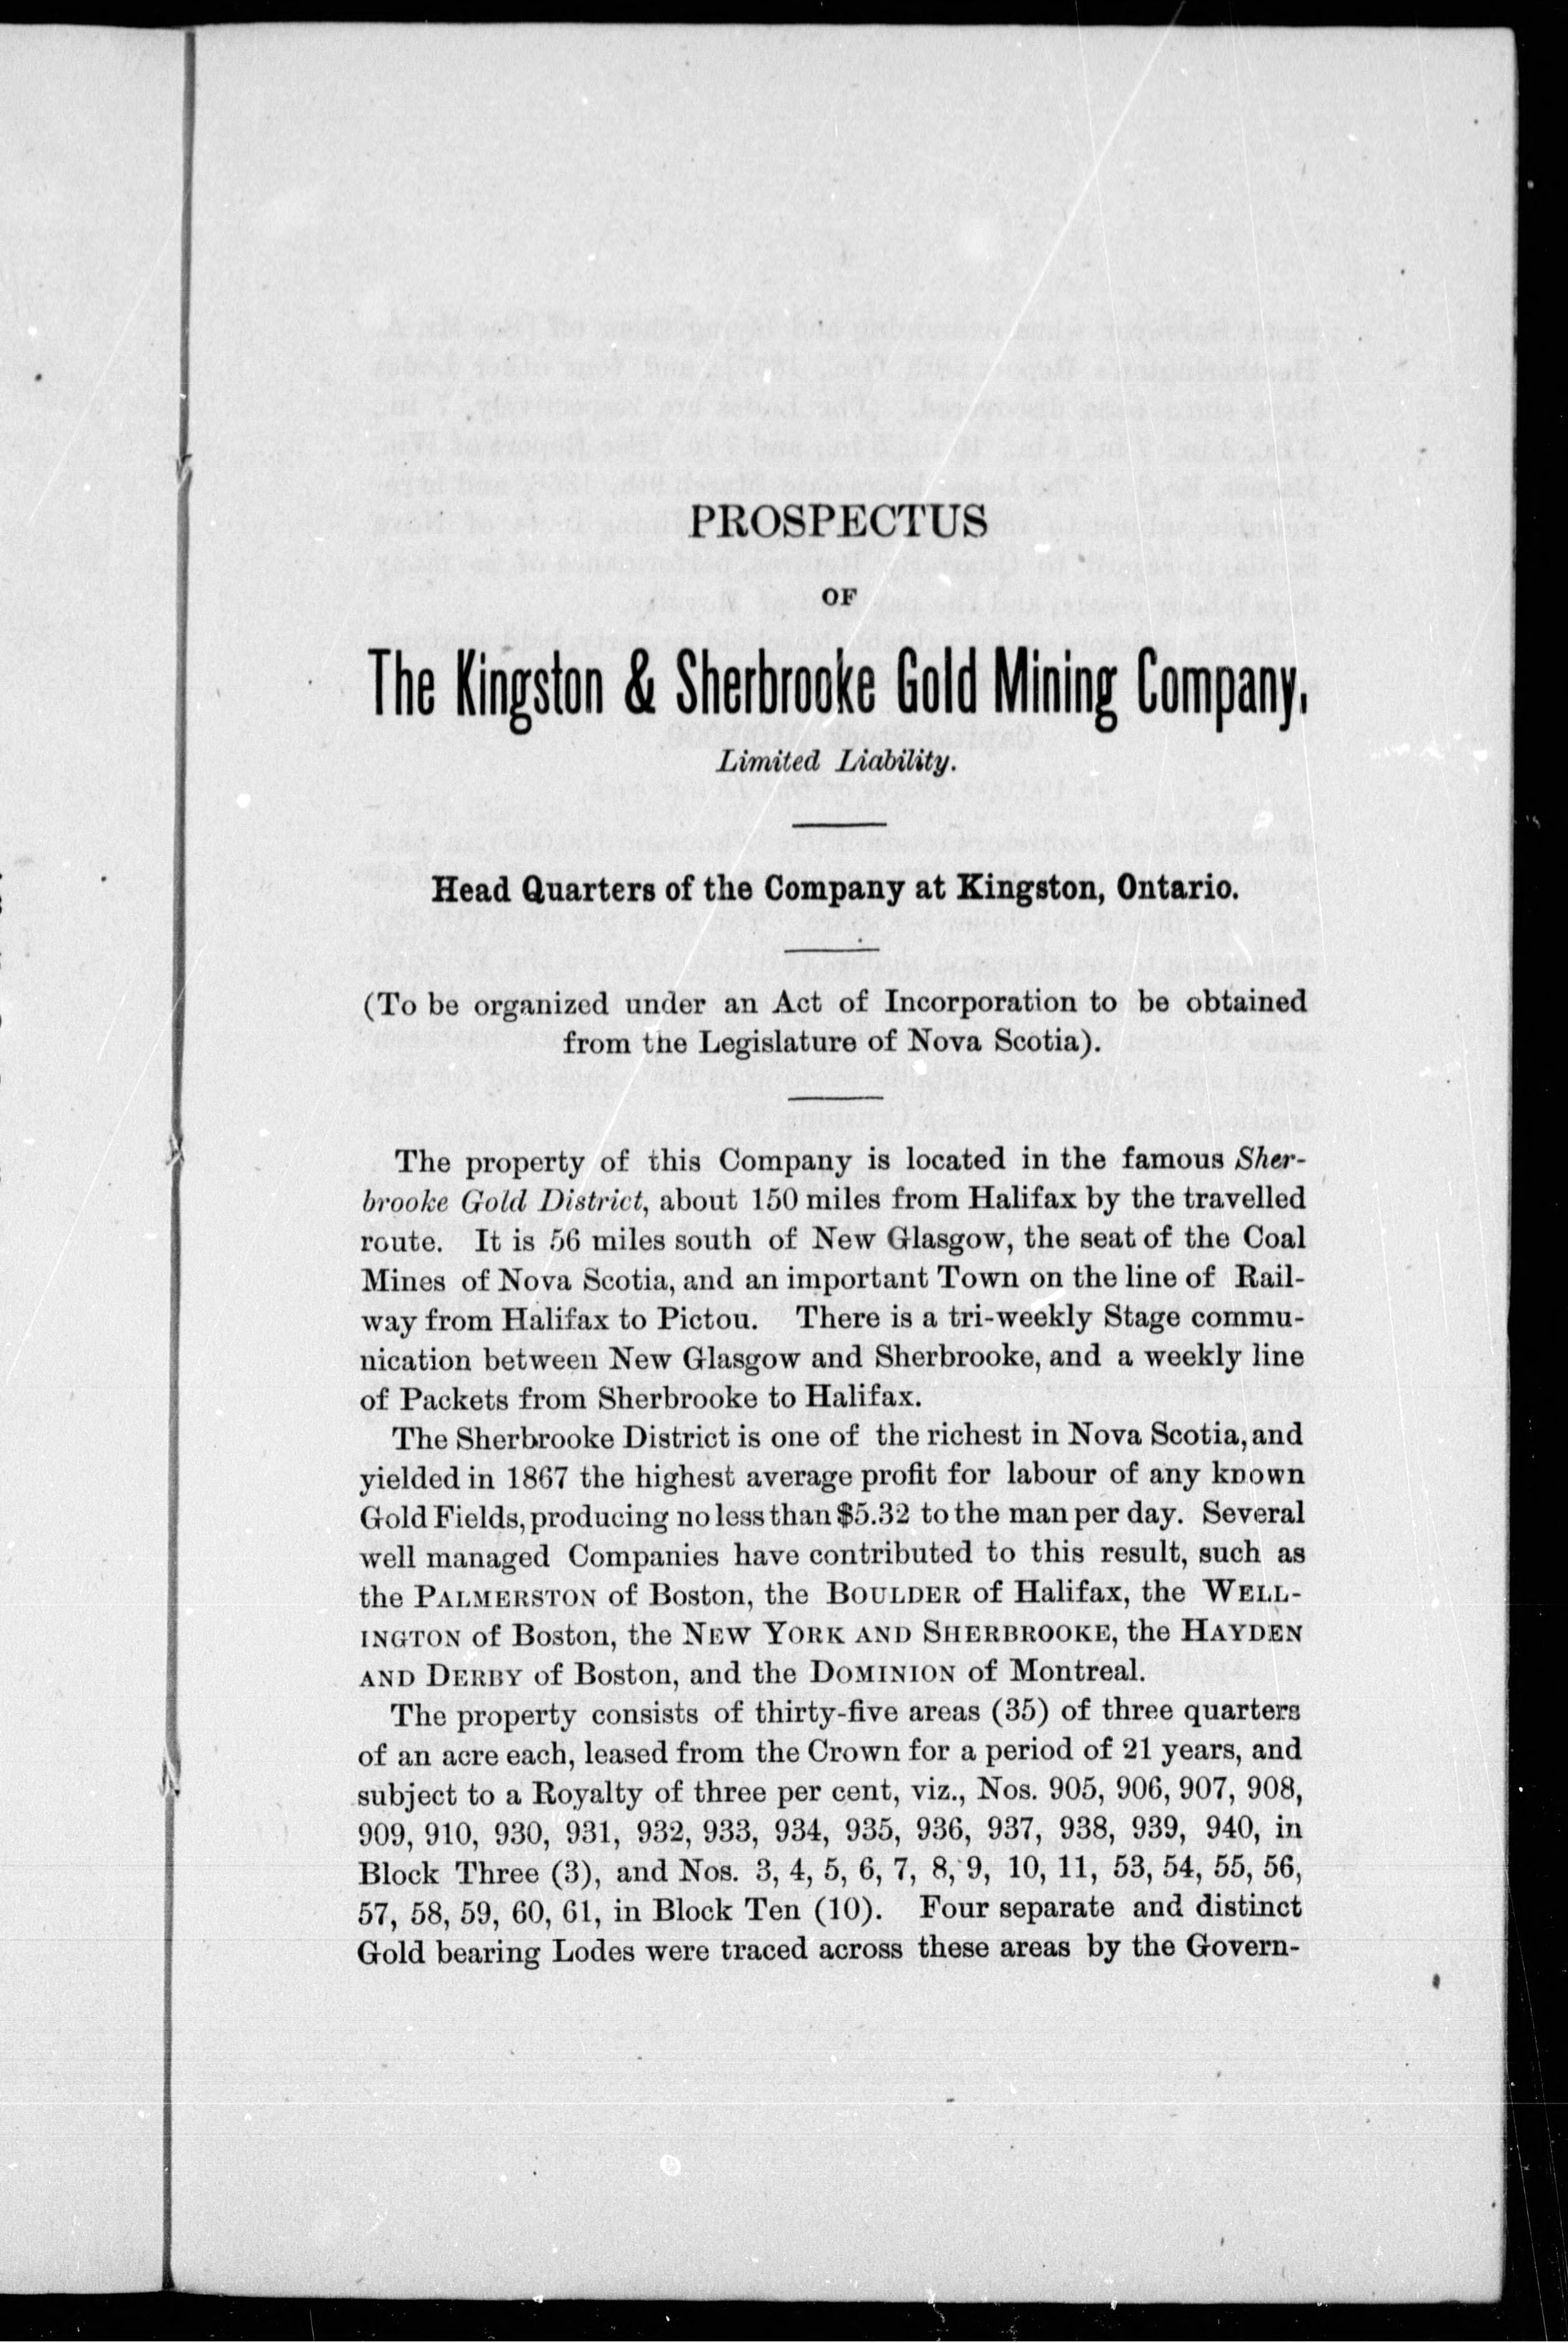 PROSPECTUS
OF
The Kingston & Sherbrooke Gold Mining Company,
Limited Liability.
Head Quarters of the Company at Kingston, Ontario.
(To be organized under an Act of Incorporation to be obtained
from the Legislature of Nova Scotia).
The property of this Company is located in the famous Sher-
brooke Gold District, about 150 miles from Halifax by the travelled
route. It is 56 miles south of New Glasgow, the seat of the Coal
Mines of Nova Scotia, and an important Town on the line of Rail-
way from Halifax to Pictou. There is a tri-weekly Stage commu-
nication between New Glasgow and Sherbrooke, and a weekly line
of Packets from Sherbrooke to Halifax.
The Sherbrooke District is one of the richest in Nova Scotia, and
yielded in 1867 the highest average profit for labour of any known
Gold Fields, producing no less than $5.32 to the man per day. Several
well managed Companies have contributed to this result, such as
the PALMERSTON of Boston, the BOULDER of Halifax, the WELL-
INGTON of Boston, the NEW YORK AND SHERBROOKE, the HAYDEN
AND DERBY of Boston, and the DOMINION of Montreal.
The property consists of thirty-five areas (35) of three quarters
of an acre each, leased from the Crown for a period of 21 years, and
subject to a Royalty of three per cent, viz., Nos. 905, 906, 907, 908,
909, 910, 930, 931, 932, 933, 934, 935, 936, 937, 938, 939, 940, in
Block Three (3), and Nos. 3, 4, 5, 6, 7, 8, 9, 10, 11, 53, 54, 55, 56,
57, 58, 59, 60, 61, in Block Ten (10). Four separate and distinct
Gold bearing Lodes were traced across these areas by the Govern-